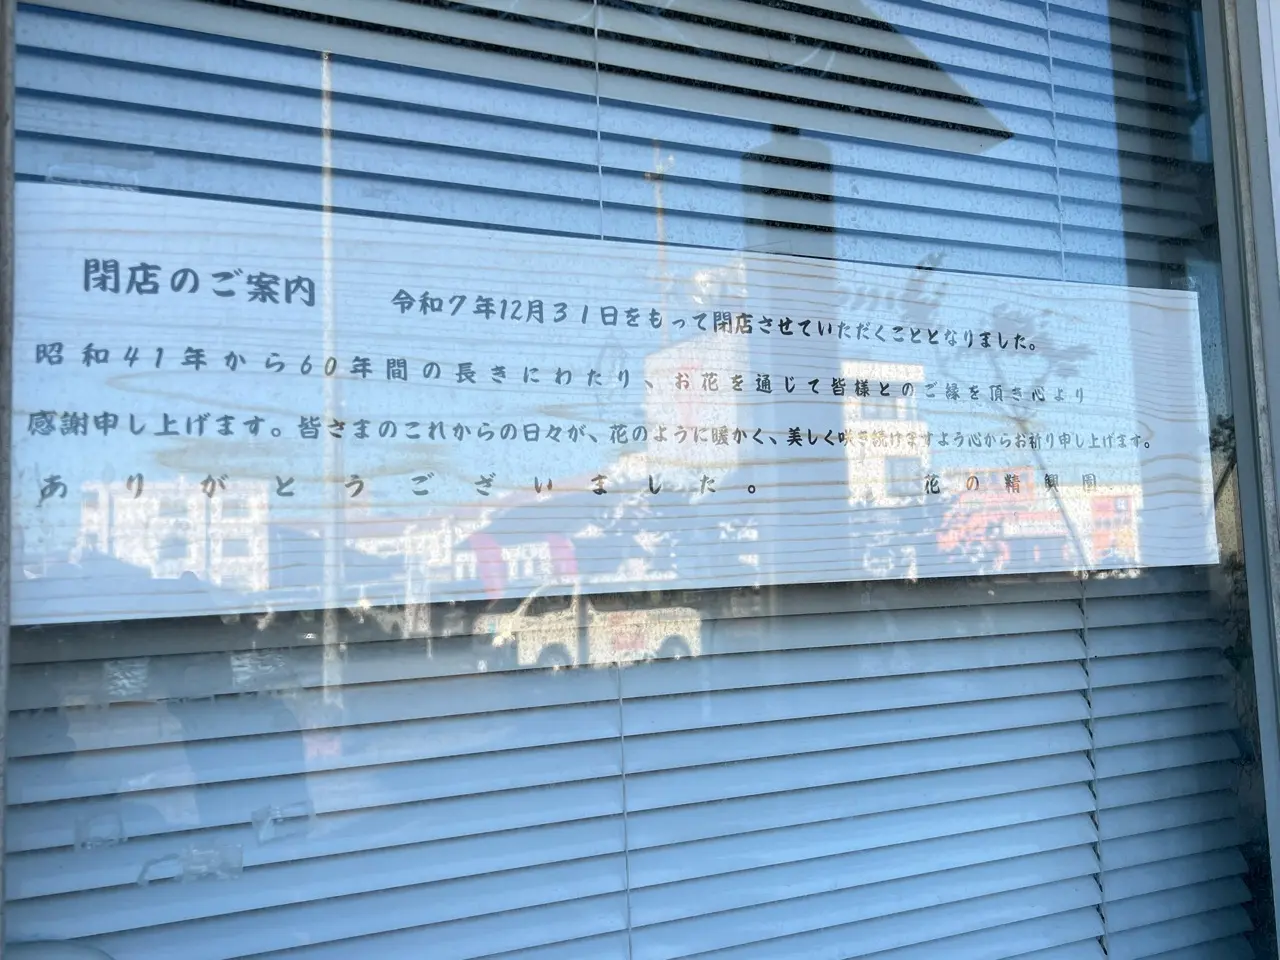 閉店のご案内 令和7年12月31日をもって閉店させていただくこととなりました。
昭和41年から60年間の長きにわたり、お花を通じて皆様とのご縁を頂き心より
感謝申し上げます。皆さまのこれからの日々が、花のように暖かく、美しく咲き続けますよう心からお祈り申し上げます。
ありがとうございました。 花の精 園